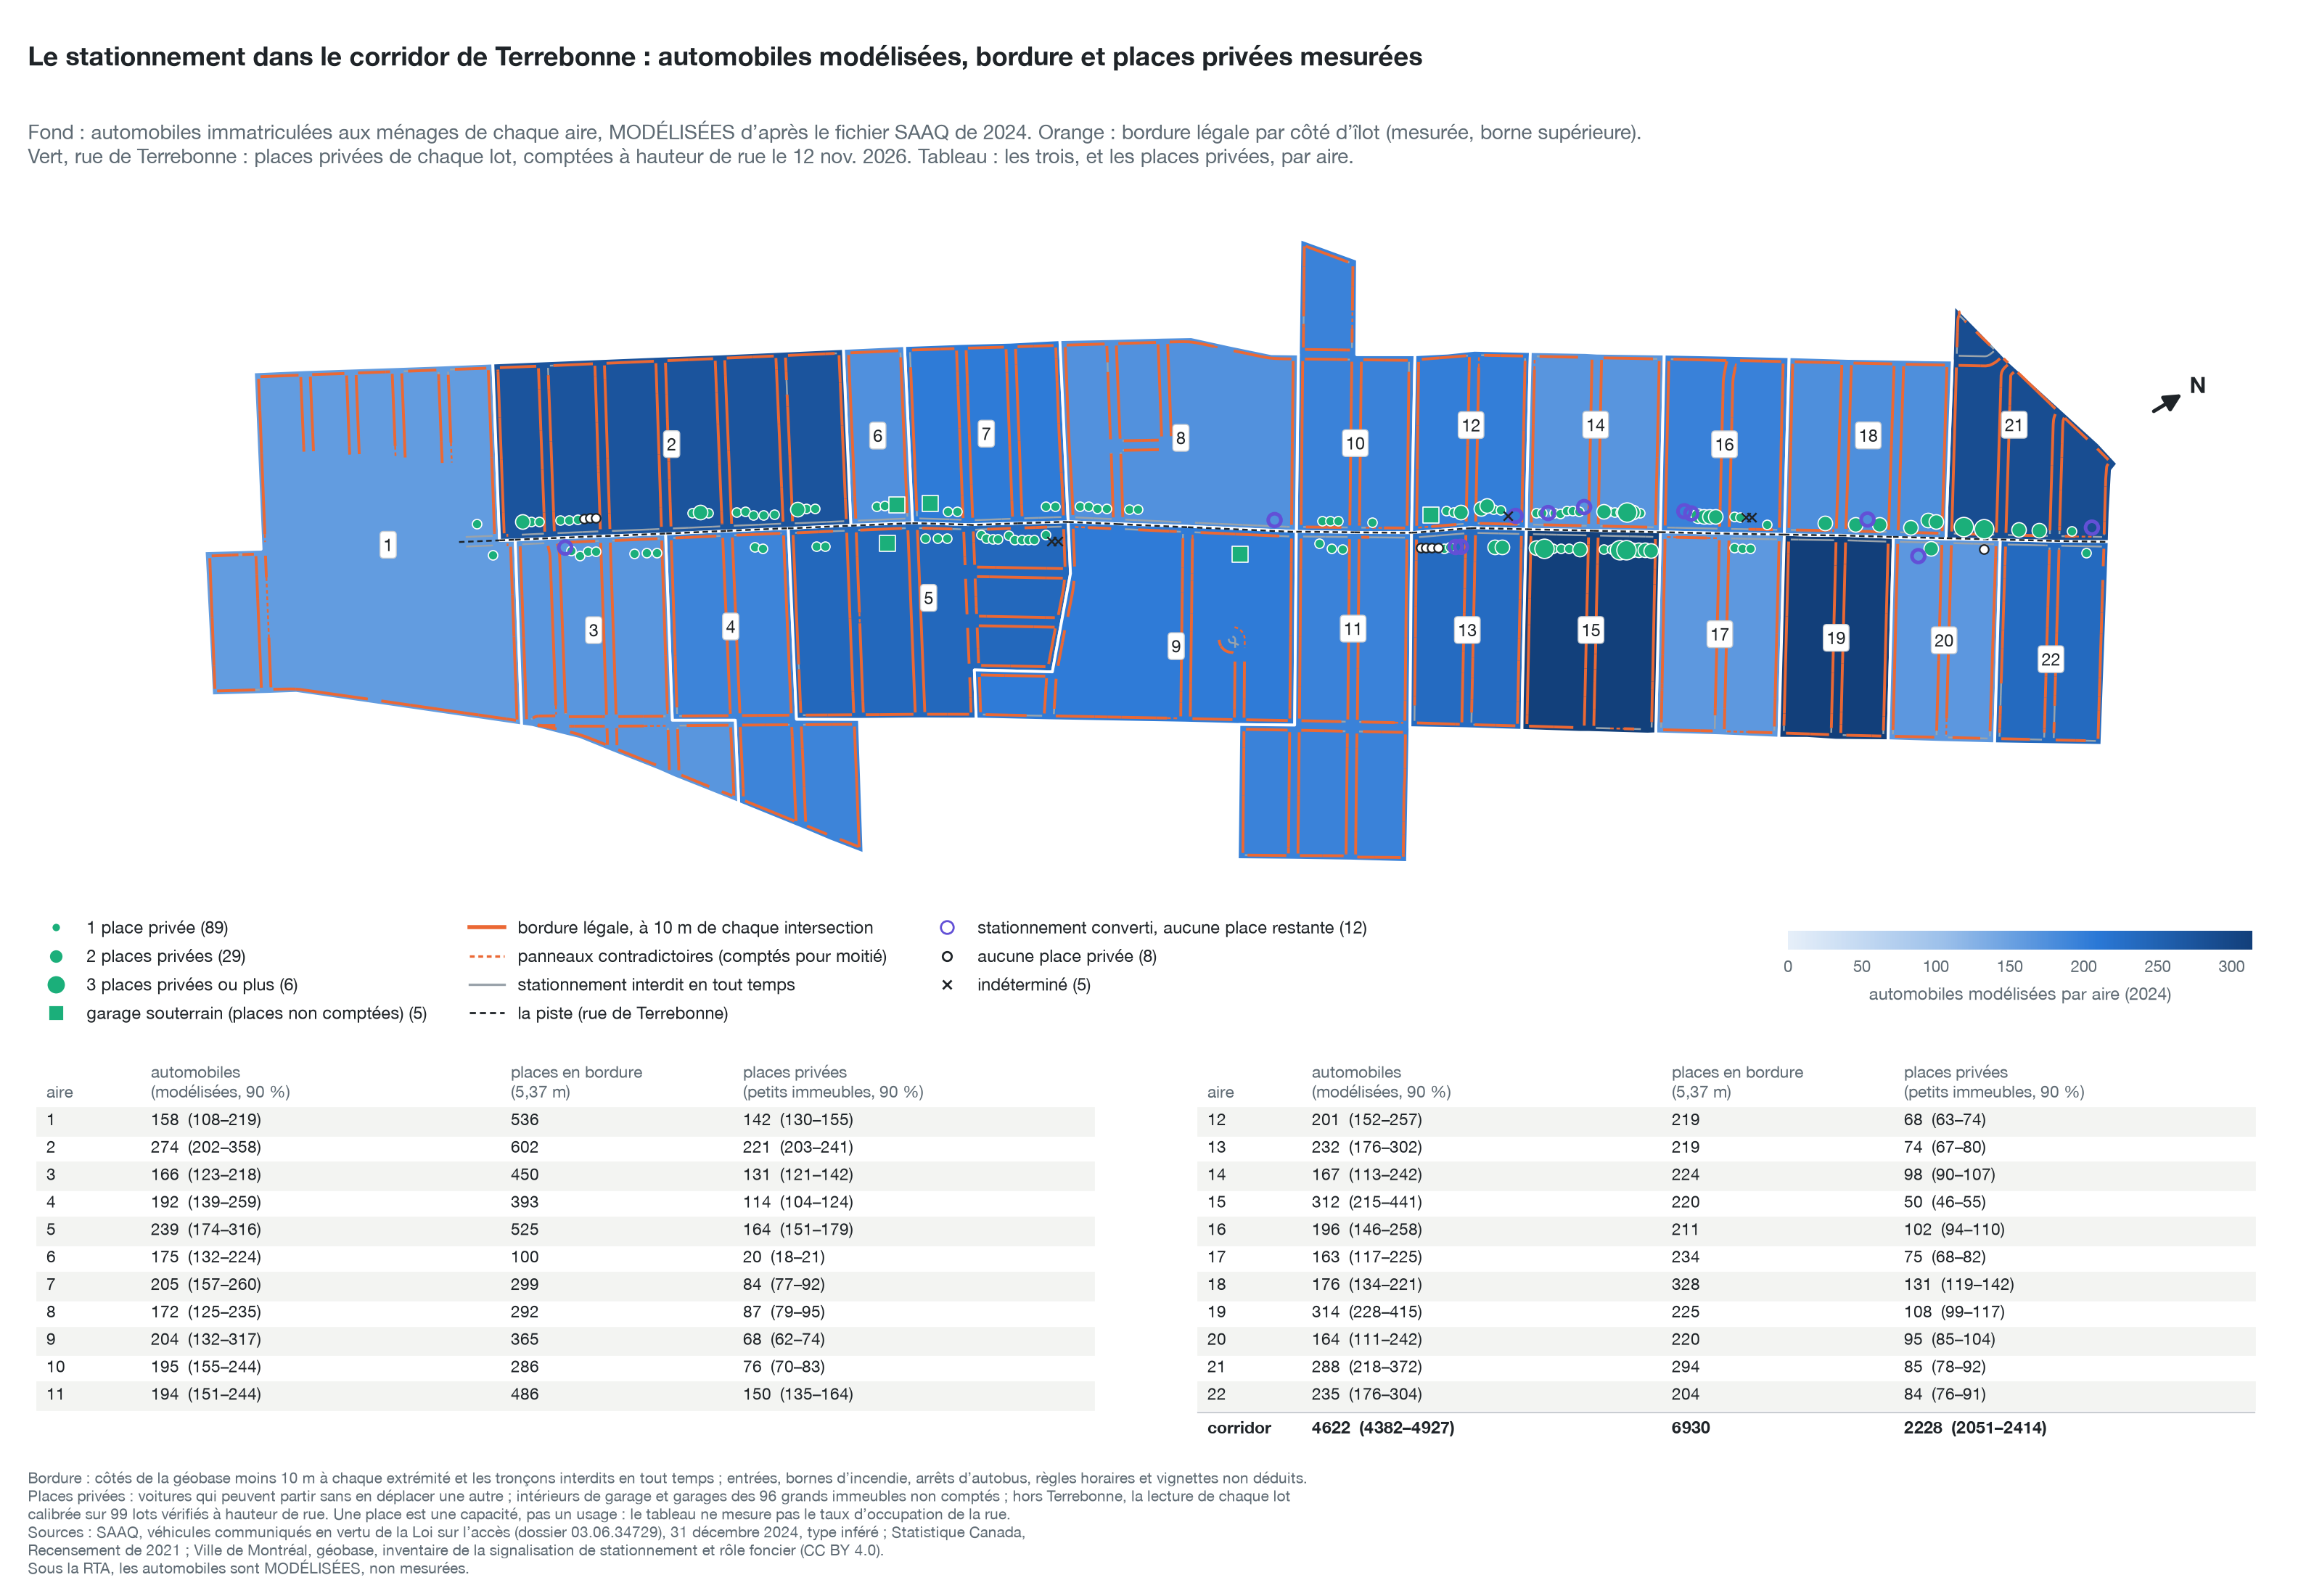 Le stationnement dans le corridor de Terrebonne : automobiles modélisées, bordure et places privées mesurées
Fond : automobiles immatriculées aux ménages de chaque aire, MODÉLISÉES d’après le fichier SAAQ de 2024. Orange : bordure légale par côté d’îlot (mesurée, borne supérieure).
Vert, rue de Terrebonne : places privées de chaque lot, comptées à hauteur de rue le 12 nov. 2026. Tableau : les trois, et les places privées, par aire.
N
21
12
14
7
6
18
8
10
2
16
1
5
4
11
3
13
15
17
19
20
9
22
1 place privée (89)
2 places privées (29)
3 places privées ou plus (6)
garage souterrain (places non comptées) (5)
bordure légale, à 10 m de chaque intersection
panneaux contradictoires (comptés pour moitié)
stationnement interdit en tout temps
la piste (rue de Terrebonne)
stationnement converti, aucune place restante (12)
aucune place privée (8)
indéterminé (5)
0 50 100 150 200 250 300
automobiles modélisées par aire (2024)
aire automobiles (modélisées, 90 %) places en bordure (5,37 m) places privées (petits immeubles, 90 %)
1 158 (108–219) 536 142 (130–155)
2 274 (202–358) 602 221 (203–241)
3 166 (123–218) 450 131 (121–142)
4 192 (139–259) 393 114 (104–124)
5 239 (174–316) 525 164 (151–179)
6 175 (132–224) 100 20 (18–21)
7 205 (157–260) 299 84 (77–92)
8 172 (125–235) 292 87 (79–95)
9 204 (132–317) 365 68 (62–74)
10 195 (155–244) 286 76 (70–83)
11 194 (151–244) 486 150 (135–164)
aire automobiles (modélisées, 90 %) places en bordure (5,37 m) places privées (petits immeubles, 90 %)
12 201 (152–257) 219 68 (63–74)
13 232 (176–302) 219 74 (67–80)
14 167 (113–242) 224 98 (90–107)
15 312 (215–441) 220 50 (46–55)
16 196 (146–258) 211 102 (94–110)
17 163 (117–225) 234 75 (68–82)
18 176 (134–221) 328 131 (119–142)
19 314 (228–415) 225 108 (99–117)
20 164 (111–242) 220 95 (85–104)
21 288 (218–372) 294 85 (78–92)
22 235 (176–304) 204 84 (76–91)
corridor 4622 (4382–4927) 6930 2228 (2051–2414)
Bordure : côtés de la géobase moins 10 m à chaque extrémité et les tronçons interdits en tout temps ; entrées, bornes d’incendie, arrêts d’autobus, règles horaires et vignettes non déduits.
Places privées : voitures qui peuvent partir sans en déplacer une autre ; intérieurs de garage et garages des 96 grands immeubles non comptés ; hors Terrebonne, la lecture de chaque lot
calibrée sur 99 lots vérifiés à hauteur de rue. Une place est une capacité, pas un usage : le tableau ne mesure pas le taux d’occupation de la rue.
Sources : SAAQ, véhicules communiqués en vertu de la Loi sur l’accès (dossier 03.06.34729), 31 décembre 2024, type inféré ; Statistique Canada,
Recensement de 2021 ; Ville de Montréal, géobase, inventaire de la signalisation de stationnement et rôle foncier (CC BY 4.0).
Sous la RTA, les automobiles sont MODÉLISÉES, non mesurées.